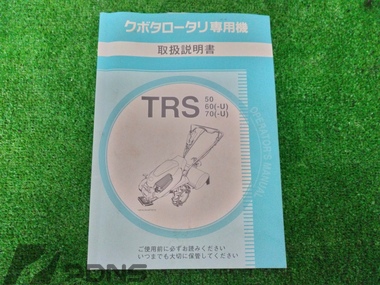 クボタロータリ専用機
取扱説明書
TRS
50
60(-U)
70(-U)
OPERATOR'S MANUAL
ご使用前に必ずお読みください
いつまでも大切に保管してください